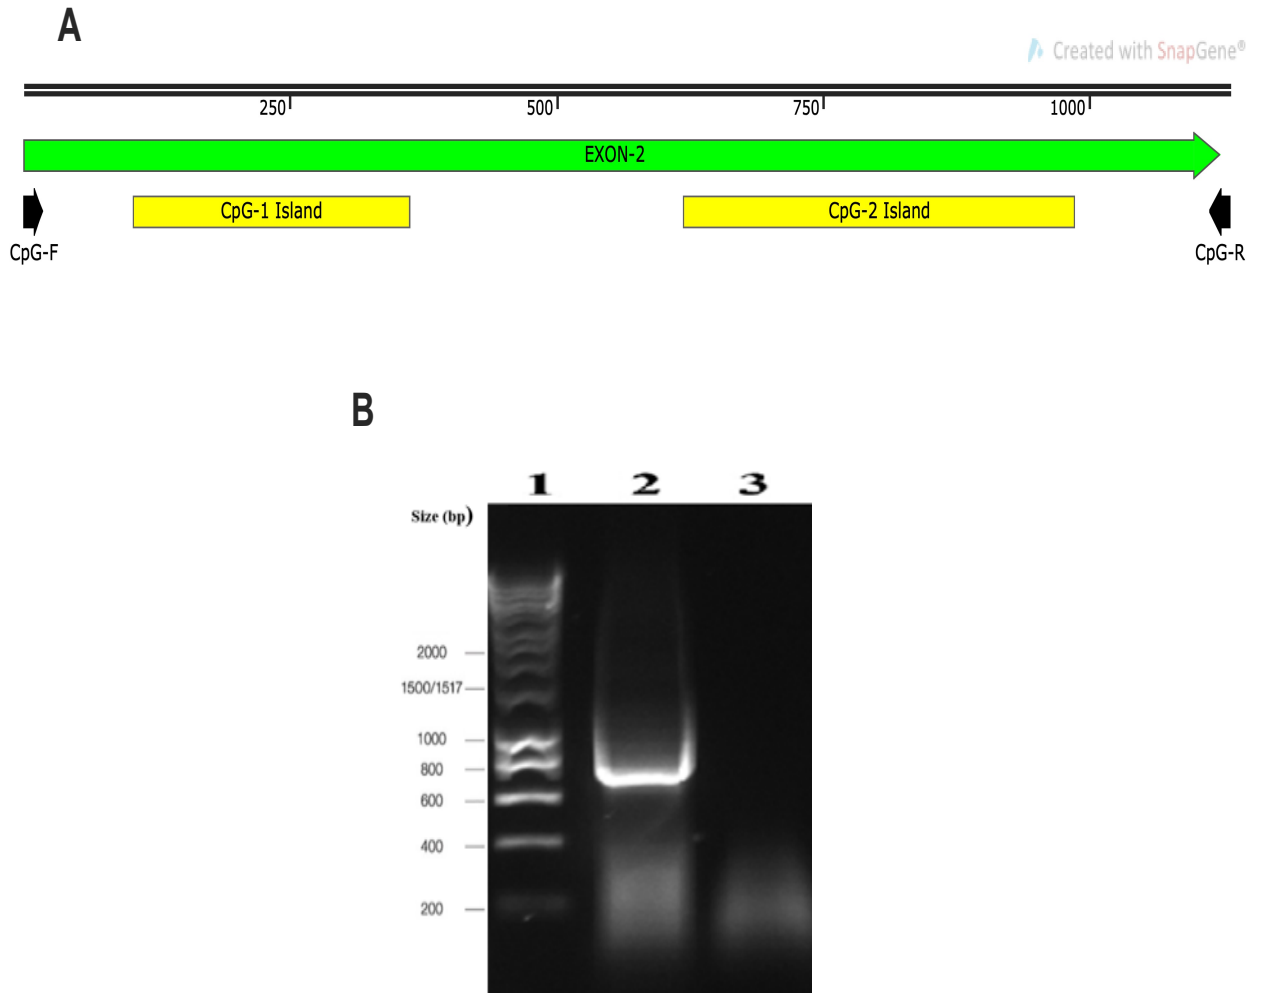 A
Created with SnapGene®
250 500 750 1000
EXON-2
CpG-1 Island CpG-2 Island
CpG-F CpG-R
B
1 2 3
Size (bp)
2000
1500/1517
1000
800
600
400
200